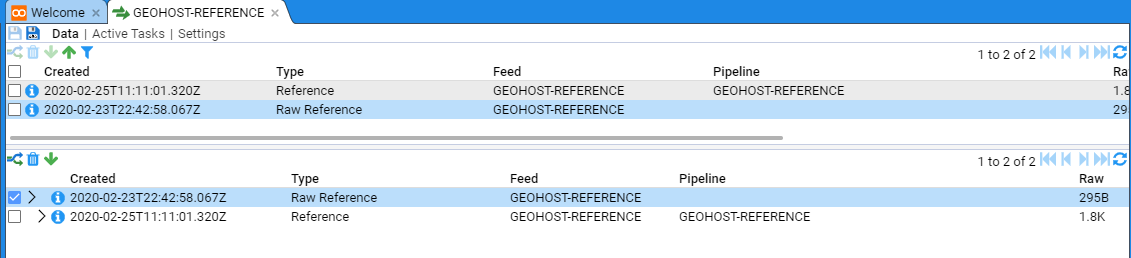 Welcome GEOHOST-REFERENCE
Data | Active Tasks | Settings
1 to 2 of 2
Created Type Feed Pipeline Ra
2020-02-25T11:11:01.320Z Reference GEOHOST-REFERENCE GEOHOST-REFERENCE 1.8
2020-02-23T22:42:58.067Z Raw Reference GEOHOST-REFERENCE 29
1 to 2 of 2
Created Type Feed Pipeline Raw
2020-02-23T22:42:58.067Z Raw Reference GEOHOST-REFERENCE 295B
2020-02-25T11:11:01.320Z Reference GEOHOST-REFERENCE GEOHOST-REFERENCE 1.8K